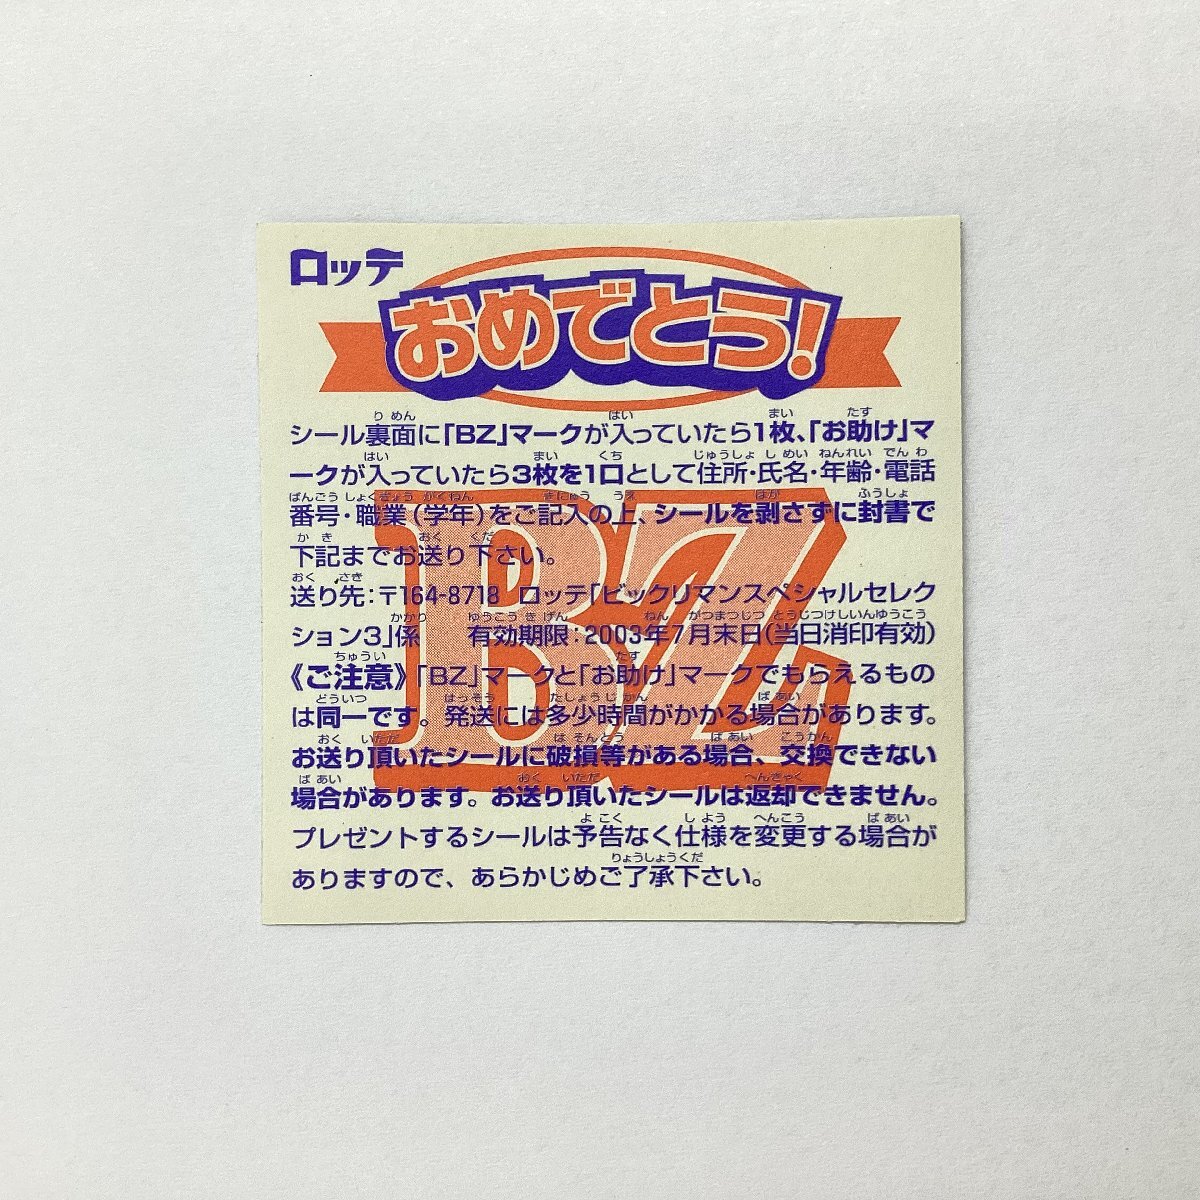 ロッテ
おめでとう!
シール裏面に「BZ」マークが入っていたら1枚、「お助け」マ
ークが入っていたら3枚を1口として住所・氏名・年齢・電話
番号・職業(学年)をご記入の上、シールを剥さずに封書で
下記までお送り下さい。
送り先:〒164-8718 ロッテ「ビックリマンスペシャルセレク
ション3」係 有効期限:2003年7月末日(当日消印有効)
《ご注意》「BZ」マークと「お助け」マークでもらえるもの
は同一です。発送には多少時間がかかる場合があります。
お送り頂いたシールに破損等がある場合、交換できない
場合があります。お送り頂いたシールは返却できません。
プレゼントするシールは予告なく仕様を変更する場合が
ありますので、あらかじめご了承下さい。
BZ